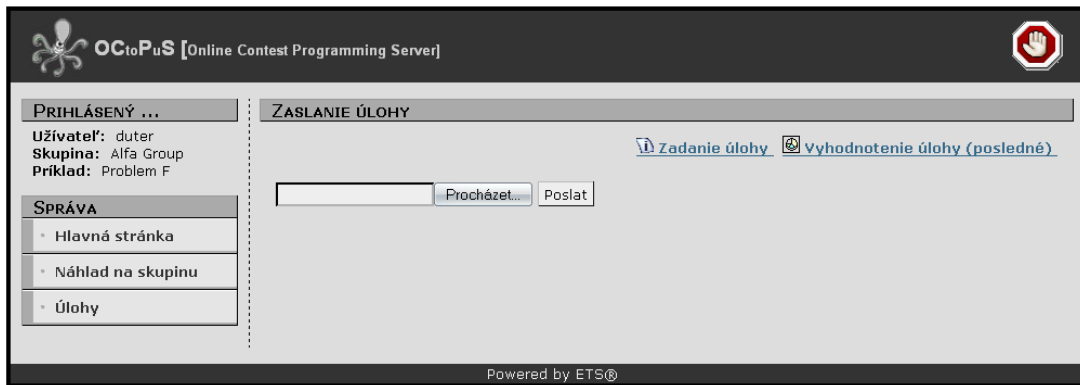 OCtoPuS [Online Contest Programming Server]
Prihlásený ...
Užívateľ: duter
Skupina: Alfa Group
Príklad: Problem F
Správa
Hlavná stránka
Náhlad na skupinu
Úlohy
Zaslanie úlohy
Zadanie úlohy Vyhodnotenie úlohy (posledné)
Procházet... Poslat
Powered by ETS®